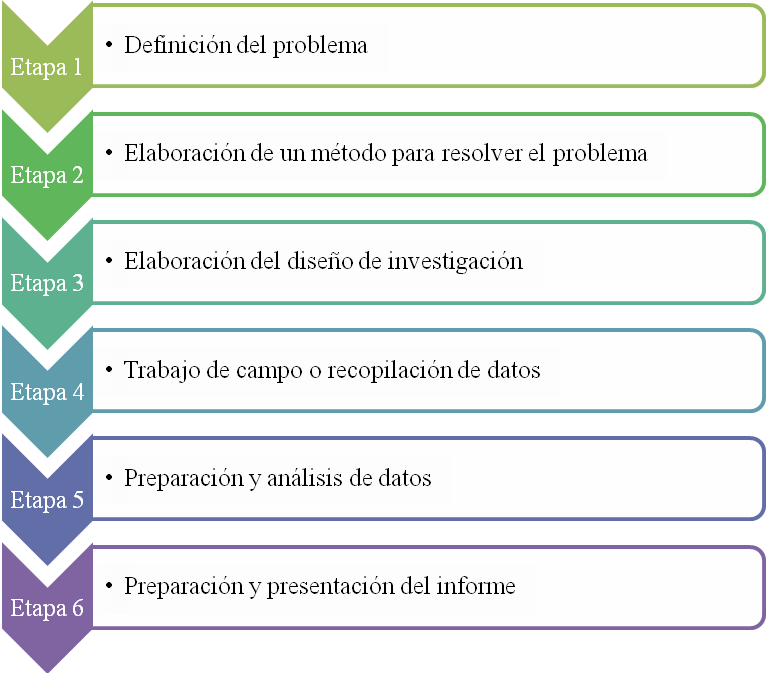 Etapa 1
• Definición del problema
Etapa 2
• Elaboración de un método para resolver el problema
Etapa 3
• Elaboración del diseño de investigación
Etapa 4
• Trabajo de campo o recopilación de datos
Etapa 5
• Preparación y análisis de datos
Etapa 6
• Preparación y presentación del informe